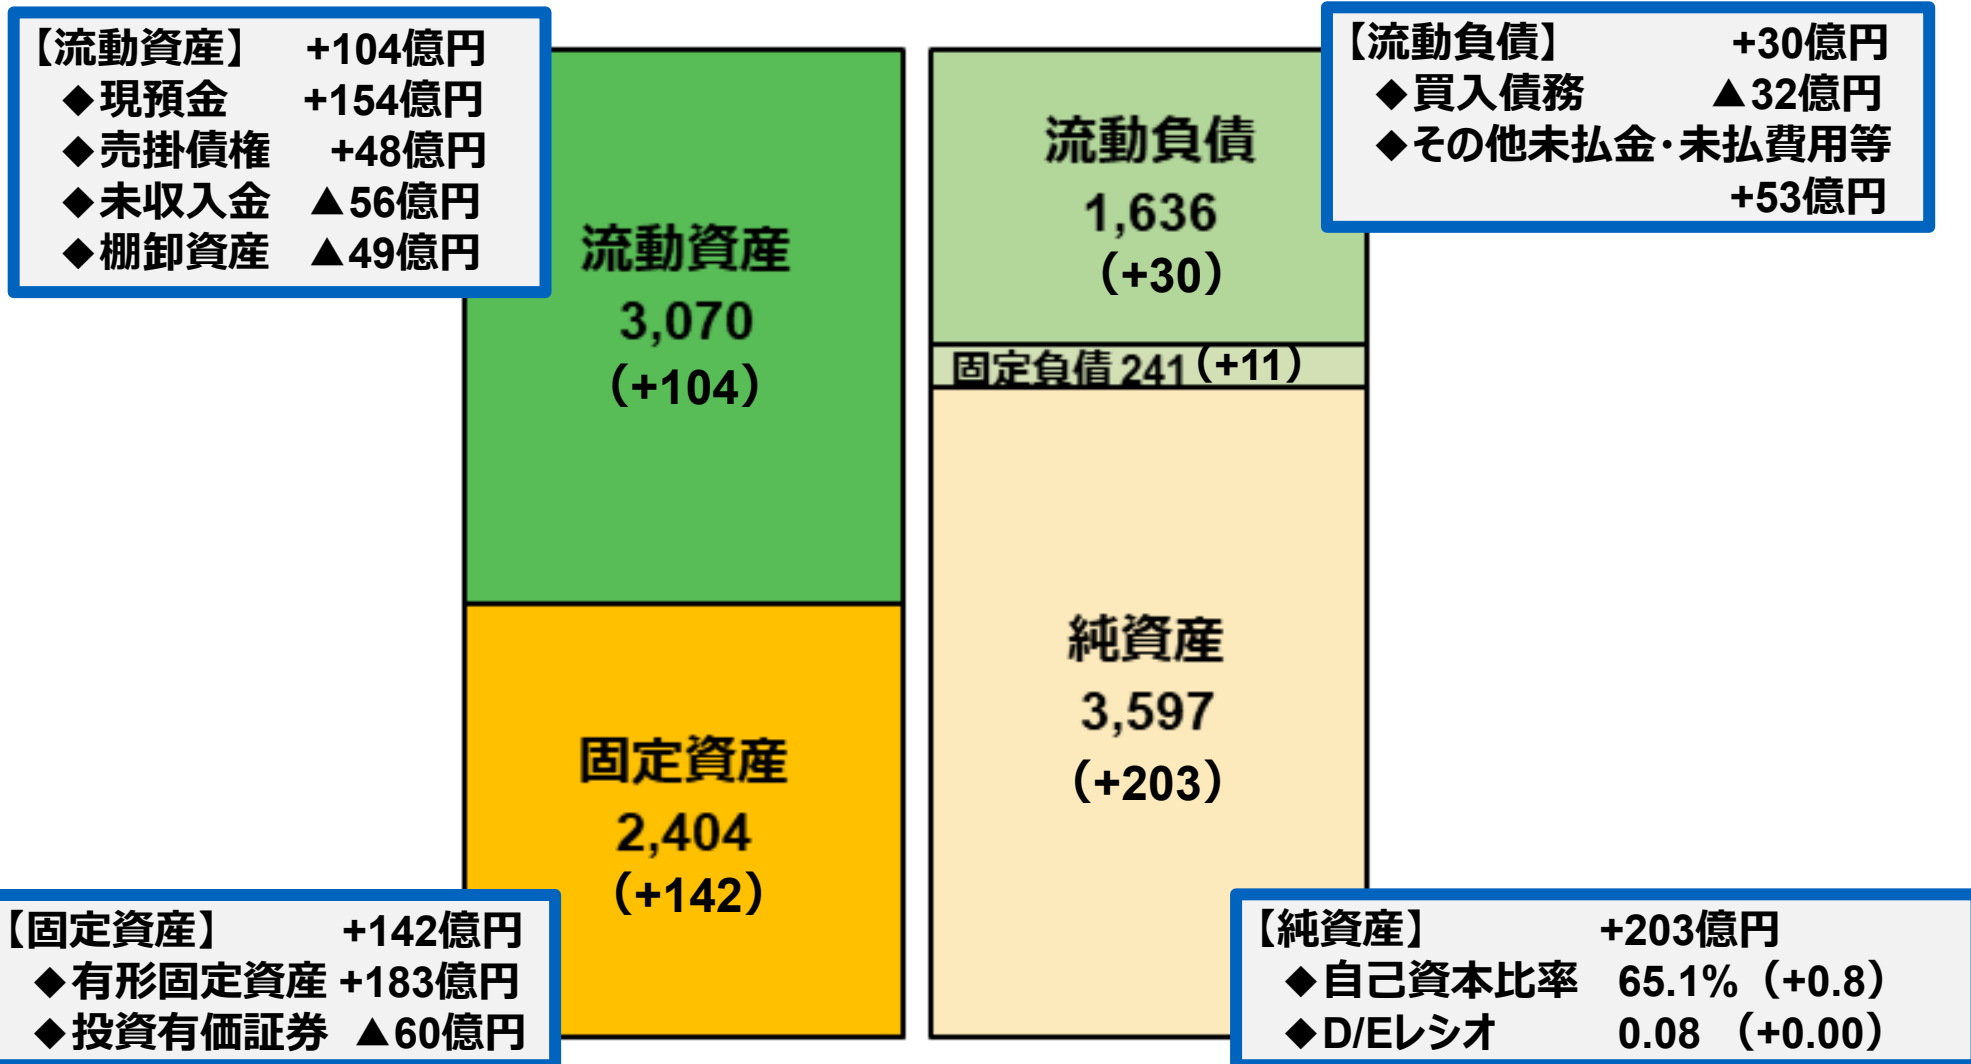 【流動資産】 +104億円
◆現預金 +154億円
◆売掛債権 +48億円
◆未収入金 ▲56億円
◆棚卸資産 ▲49億円
流動資産
3,070
（+104）
固定資産
2,404
（+142）
【固定資産】 +142億円
◆有形固定資産 +183億円
◆投資有価証券 ▲60億円
【流動負債】 +30億円
◆買入債務 ▲32億円
◆その他未払金・未払費用等
+53億円
流動負債
1,636
（+30）
固定負債 241（+11）
純資産
3,597
（+203）
【純資産】 +203億円
◆自己資本比率 65.1%（+0.8）
◆D/Eレシオ 0.08 （+0.00）